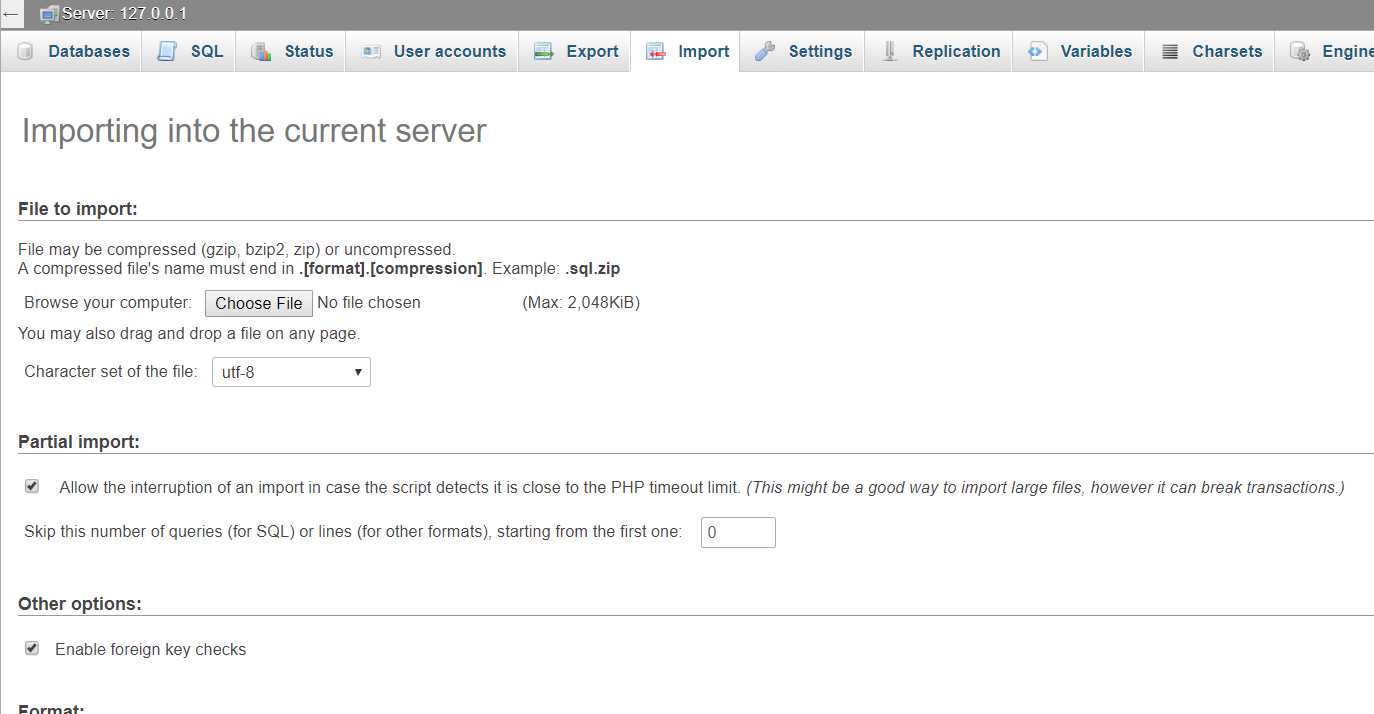 Server: 127.0.0.1
Databases SQL Status User accounts Export Import Settings Replication Variables Charsets Engine
Importing into the current server
File to import:
File may be compressed (gzip, bzip2, zip) or uncompressed.
A compressed file's name must end in .[format].[compression]. Example: .sql.zip
Browse your computer: Choose File No file chosen (Max: 2,048KiB)
You may also drag and drop a file on any page.
Character set of the file: utf-8
Partial import:
Allow the interruption of an import in case the script detects it is close to the PHP timeout limit. (This might be a good way to import large files, however it can break transactions.)
Skip this number of queries (for SQL) or lines (for other formats), starting from the first one: 0
Other options:
Enable foreign key checks
Format: